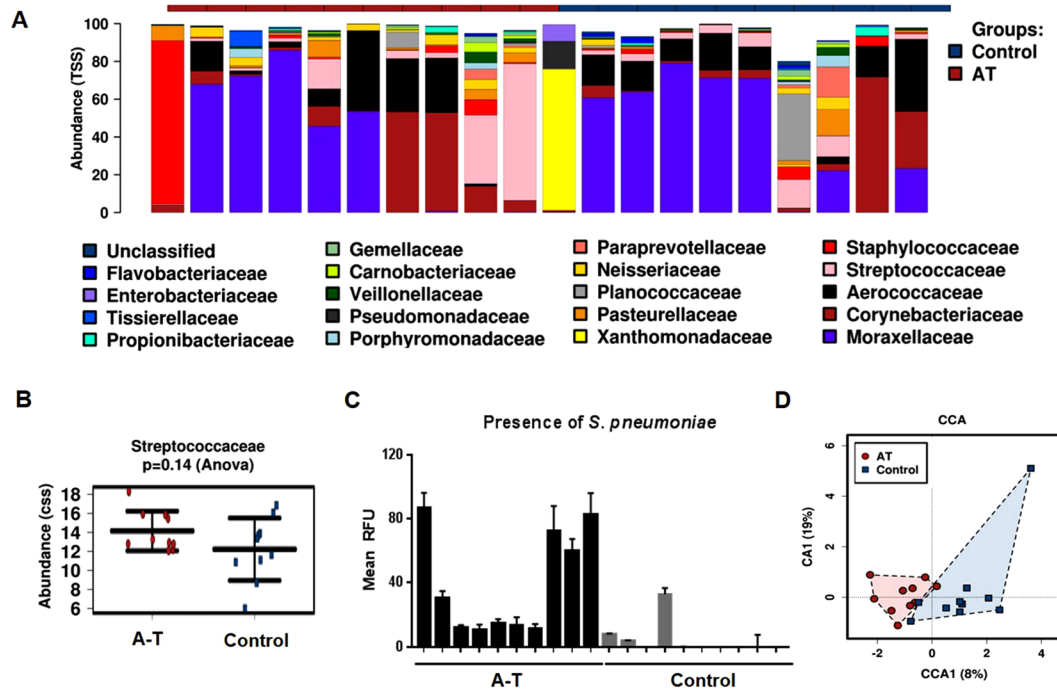 A
Groups:
Control
AT
Abundance (TSS)
100
80
60
40
20
0
Unclassified
Flavobacteriaceae
Enterobacteriaceae
Tissierellaceae
Propionibacteriaceae
Gemellaceae
Carnobacteriaceae
Veillonellaceae
Pseudomonadaceae
Porphyromonadaceae
Paraprevotellaceae
Neisseriaceae
Planococcaceae
Pasteurellaceae
Xanthomonadaceae
Staphylococcaceae
Streptococcaceae
Aerococcaceae
Corynebacteriaceae
Moraxellaceae
B
Streptococcaceae
p=0.14 (Anova)
Abundance (css)
18
16
14
12
10
8
6
A-T
Control
C
Presence of S. pneumoniae
Mean RFU
120
80
40
0
A-T
Control
D
CCA
AT
Control
CA1 (19%)
6
4
2
0
-2 0 2 4
CCA1 (8%)